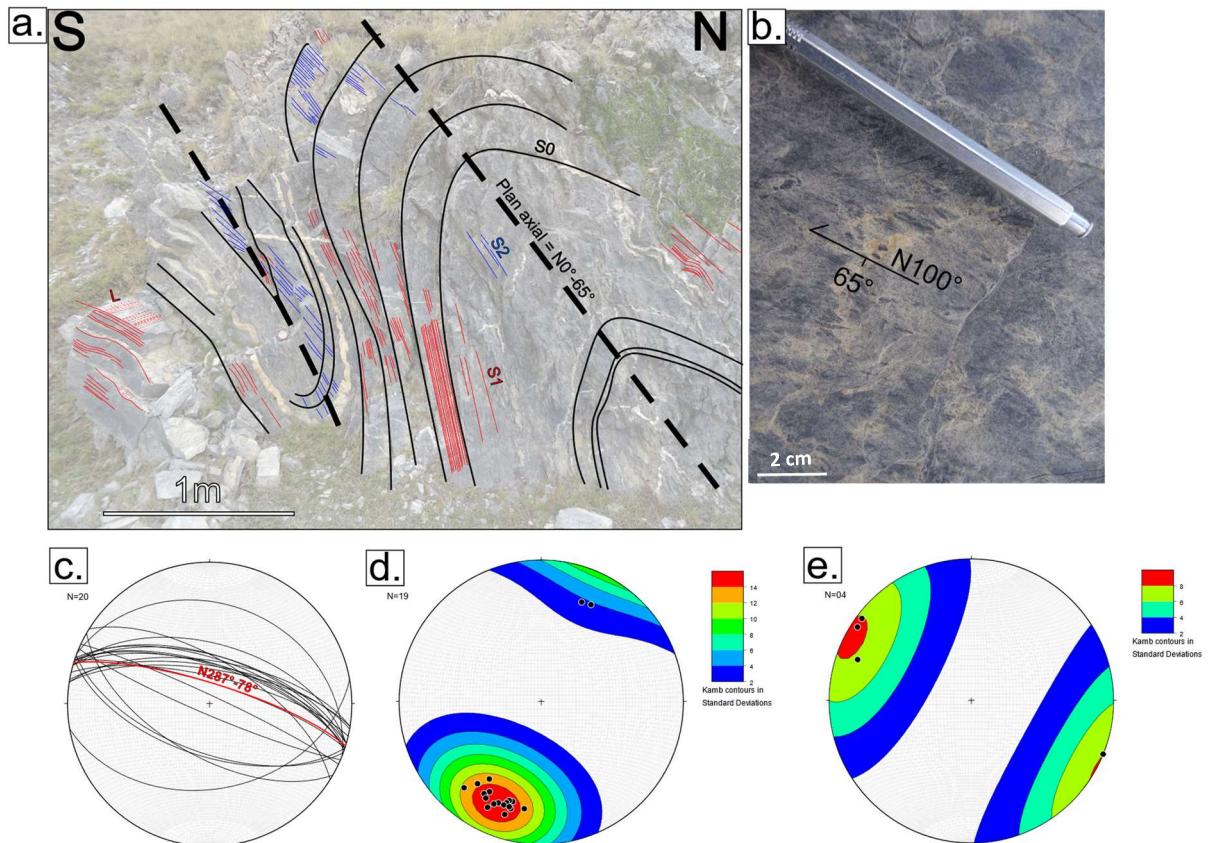 a.
S
N
S0
Plan axial = N0°-65°
S2
S1
L
1m
b.
N100°
65°
2 cm
c.
N=20
N287°-78°
d.
N=19
14
12
10
8
6
4
2
Kamb contours in
Standard Deviations
e.
N=04
8
6
4
2
Kamb contours in
Standard Deviations